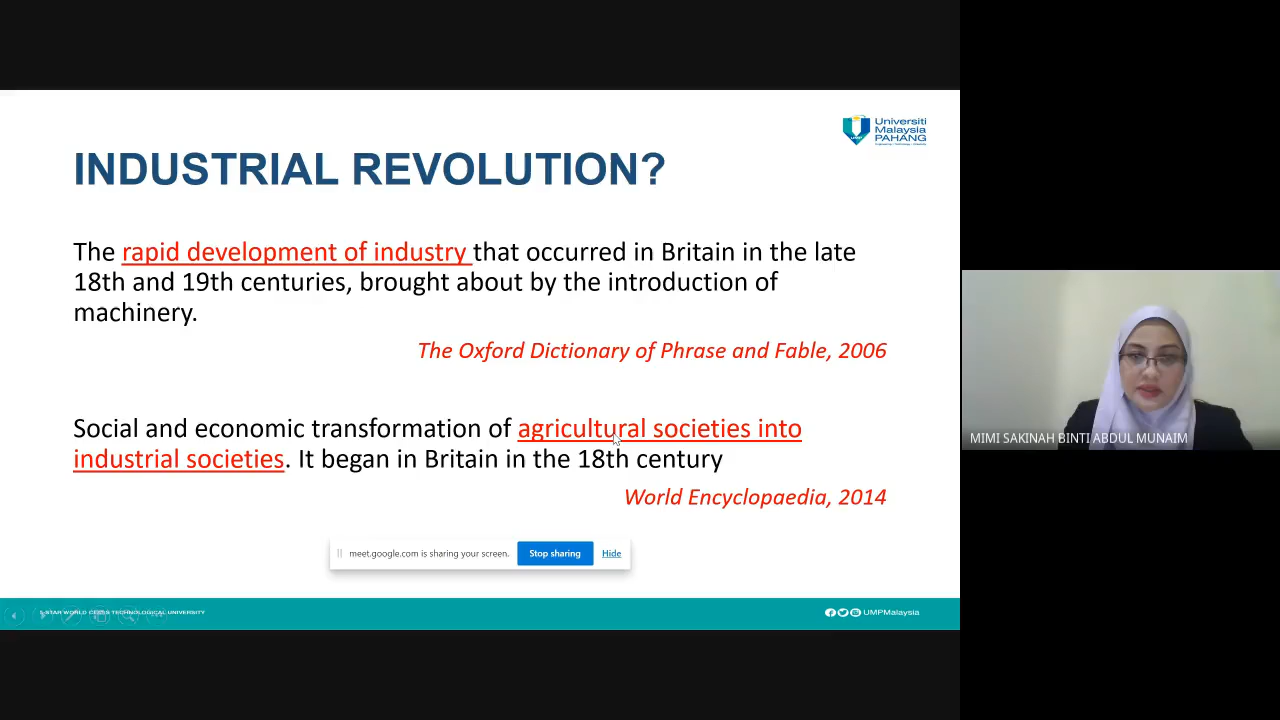 Universiti
Malaysia
PAHANG
INDUSTRIAL REVOLUTION?
The rapid development of industry that occurred in Britain in the late
18th and 19th centuries, brought about by the introduction of
machinery.
The Oxford Dictionary of Phrase and Fable, 2006
Social and economic transformation of agricultural societies into
industrial societies. It began in Britain in the 18th century
World Encyclopaedia, 2014
meet.google.com is sharing your screen. Stop sharing Hide
WORLD TECHNOLOGICAL UNIVERSITY
UMPMalaysia
MIMI SAKINAH BINTI ABDUL MUNAIM